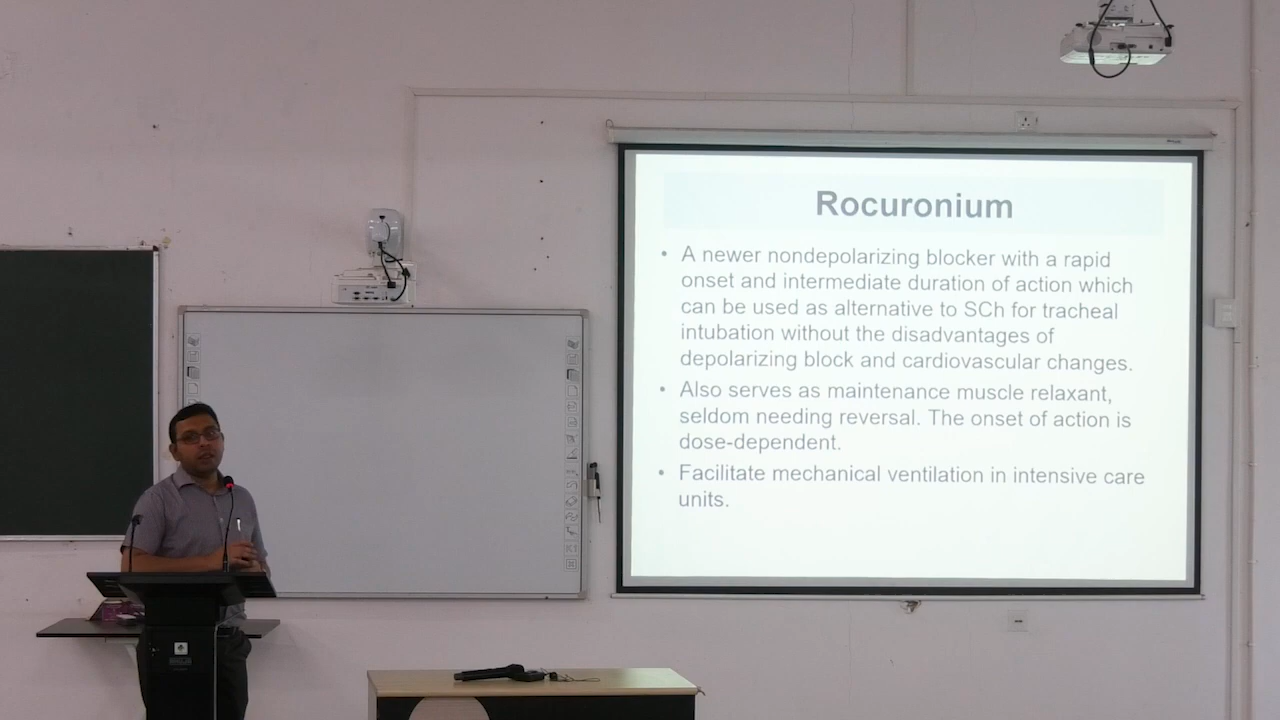 Rocuronium
• A newer nondepolarizing blocker with a rapid
onset and intermediate duration of action which
can be used as alternative to SCh for tracheal
intubation without the disadvantages of
depolarizing block and cardiovascular changes.
• Also serves as maintenance muscle relaxant,
seldom needing reversal. The onset of action is
dose-dependent.
• Facilitate mechanical ventilation in intensive care
units.